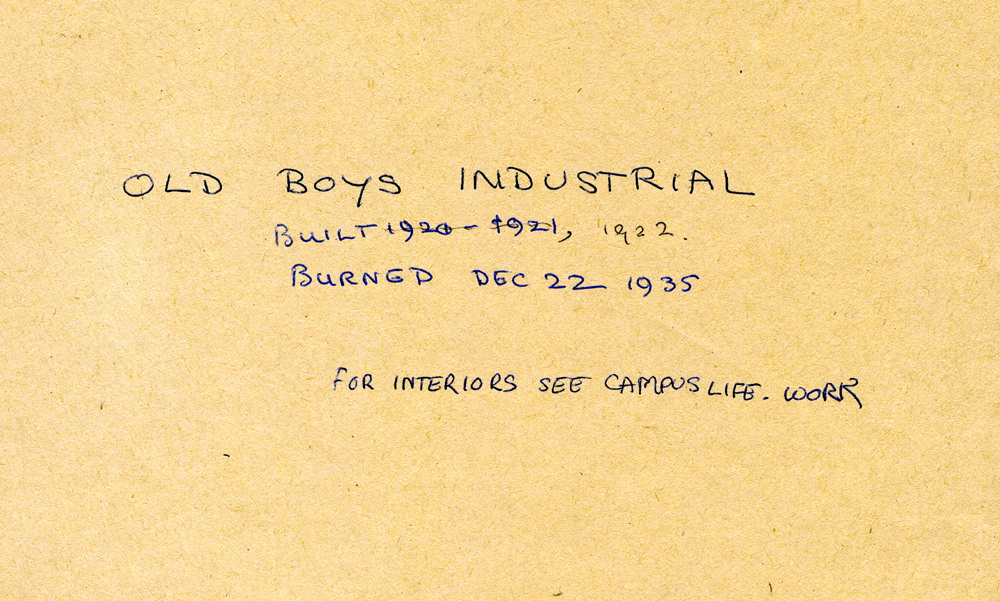 OLD BOYS INDUSTRIAL
BUILT 1920 - 1921, 1922.
BURNED DEC 22 1935
FOR INTERIORS SEE CAMPUS LIFE. WORK